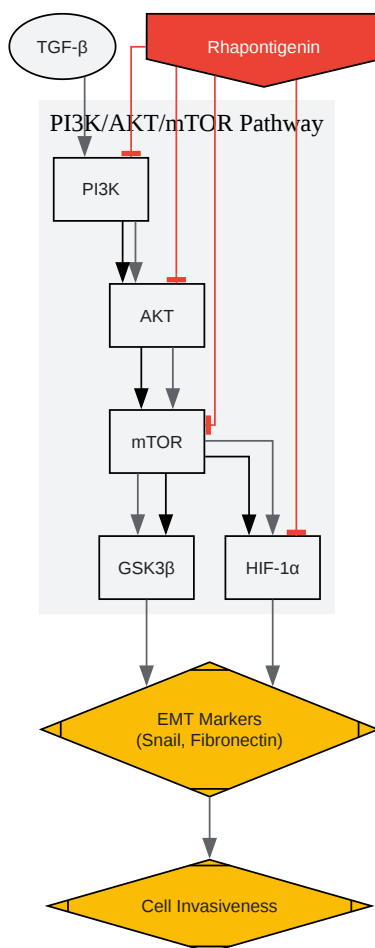 TGF-β
Rhapontigenin
PI3K/AKT/mTOR Pathway
PI3K
AKT
mTOR
GSK3β
HIF-1α
EMT Markers
(Snail, Fibronectin)
Cell Invasiveness